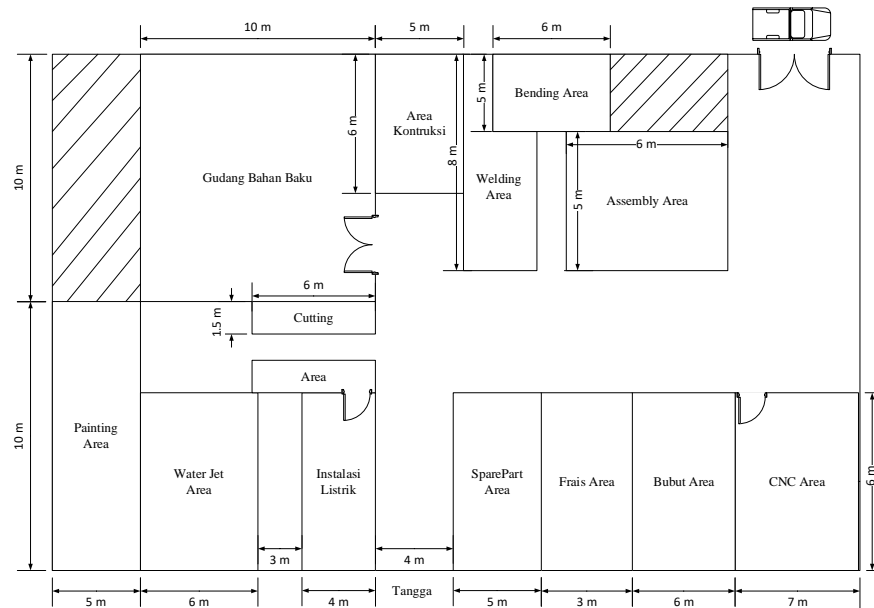 10 m
5 m
6 m
10 m
Gudang Bahan Baku
6 m
Area
Kontruksi
8 m
5 m
Bending Area
Welding
Area
6 m
5 m
Assembly Area
6 m
1.5 m
Cutting
Area
10 m
Painting
Area
Water Jet
Area
Instalasi
Listrik
SparePart
Area
Frais Area
Bubut Area
CNC Area
6 m
3 m
4 m
Tangga
5 m
6 m
4 m
5 m
3 m
6 m
7 m